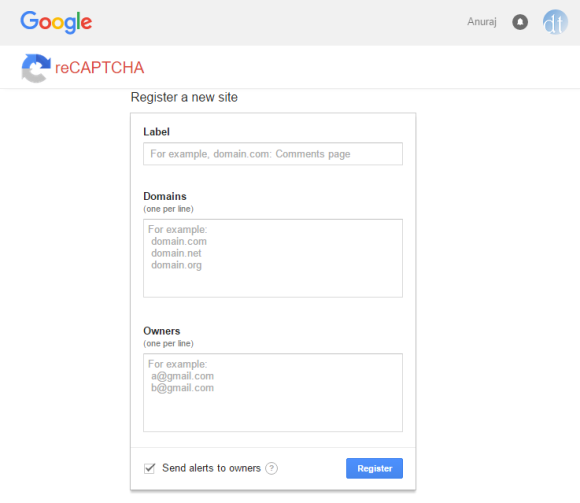 Google
Anuraj
dt
reCAPTCHA
Register a new site
Label
For example, domain.com: Comments page
Domains
(one per line)
For example:
domain.com
domain.net
domain.org
Owners
(one per line)
For example:
a@gmail.com
b@gmail.com
Send alerts to owners ?
Register